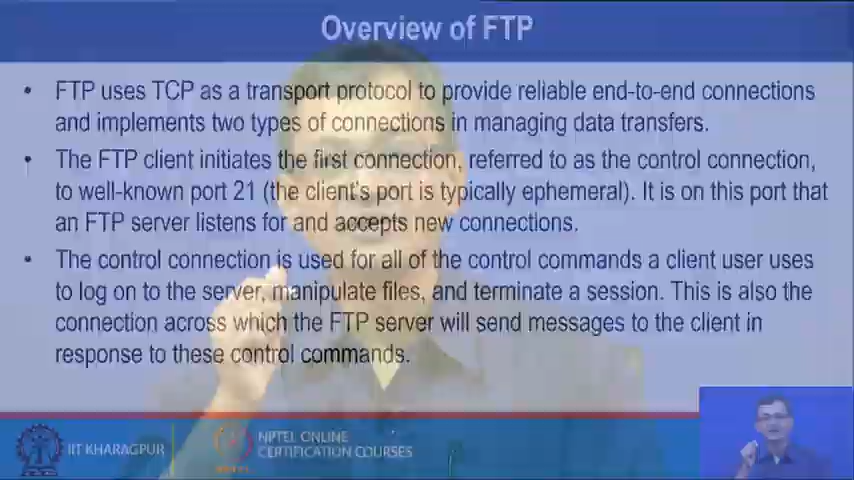 Overview of FTP
• FTP uses TCP as a transport protocol to provide reliable end-to-end connections
and implements two types of connections in managing data transfers.
• The FTP client initiates the first connection, referred to as the control connection,
to well-known port 21 (the client's port is typically ephemeral). It is on this port that
an FTP server listens for and accepts new connections.
• The control connection is used for all of the control commands a client user uses
to log on to the server, manipulate files, and terminate a session. This is also the
connection across which the FTP server will send messages to the client in
response to these control commands.
IIT KHARAGPUR
NPTEL ONLINE
CERTIFICATION COURSES